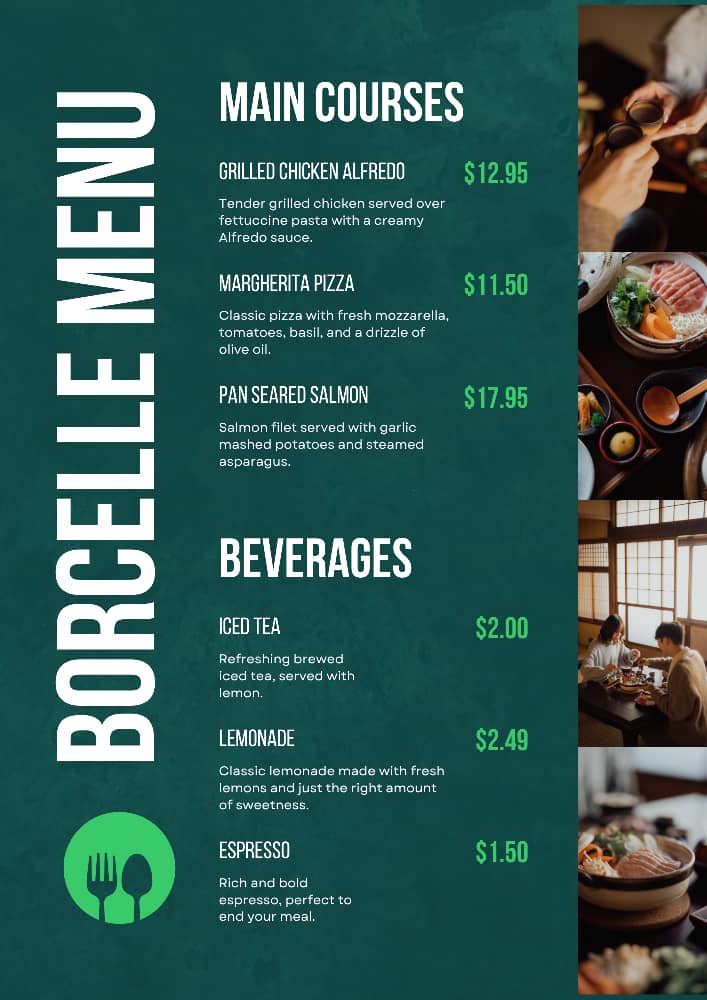 BORCELLE MENU
MAIN COURSES
GRILLED CHICKEN ALFREDO $12.95
Tender grilled chicken served over
fettuccine pasta with a creamy
Alfredo sauce.
MARGHERITA PIZZA $11.50
Classic pizza with fresh mozzarella,
tomatoes, basil, and a drizzle of
olive oil.
PAN SEARED SALMON $17.95
Salmon filet served with garlic
mashed potatoes and steamed
asparagus.
BEVERAGES
ICED TEA $2.00
Refreshing brewed
iced tea, served with
lemon.
LEMONADE $2.49
Classic lemonade made with fresh
lemons and just the right amount
of sweetness.
ESPRESSO $1.50
Rich and bold
espresso, perfect to
end your meal.